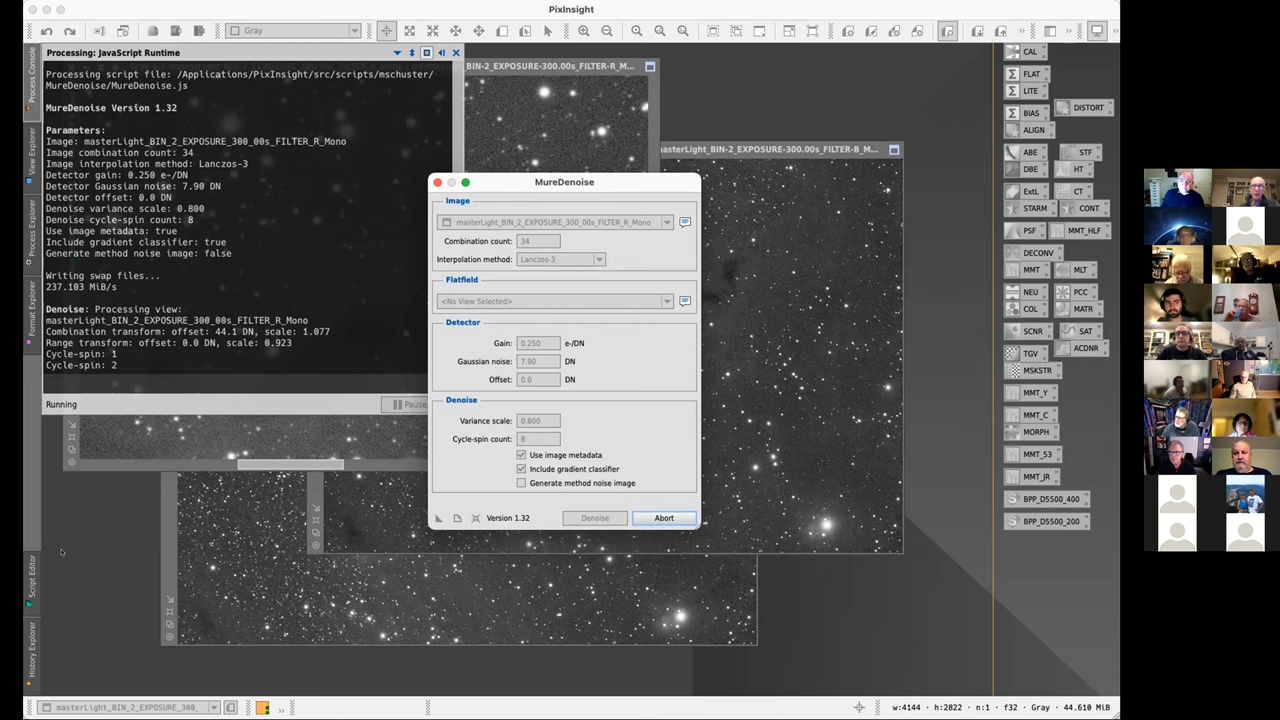 PixInsight
Gray
Process Console
View Explorer
Process Explorer
Format Explorer
Script Editor
History Explorer
Processing: JavaScript Runtime
Processing script file: /Applications/PixInsight/src/scripts/mschuster/
MureDenoise/MureDenoise.js
MureDenoise Version 1.32
Parameters:
Image: masterLight_BIN_2_EXPOSURE_300_00s_FILTER_R_Mono
Image combination count: 34
Image interpolation method: Lanczos-3
Detector gain: 0.250 e-/DN
Detector Gaussian noise: 7.90 DN
Detector offset: 0.0 DN
Denoise variance scale: 0.800
Denoise cycle-spin count: 8
Use image metadata: true
Include gradient classifier: true
Generate method noise image: false
Writing swap files...
237.103 MiB/s
Denoise: Processing view:
masterLight_BIN_2_EXPOSURE_300_00s_FILTER_R_Mono
Combination transform: offset: 44.1 DN, scale: 1.077
Range transform: offset: 0.0 DN, scale: 0.923
Cycle-spin: 1
Cycle-spin: 2
Running
Pause
BIN-2_EXPOSURE-300.00s_FILTER-R_M...
masterLight_BIN-2_EXPOSURE-300.00s_FILTER-B_M...
MureDenoise
Image
masterLight_BIN_2_EXPOSURE_300_00s_FILTER_R_Mono
Combination count: 34
Interpolation method: Lanczos-3
Flatfield
<No View Selected>
Detector
Gain: 0.250 e-/DN
Gaussian noise: 7.90 DN
Offset: 0.0 DN
Denoise
Variance scale: 0.800
Cycle-spin count: 8
Use image metadata
Include gradient classifier
Generate method noise image
Version 1.32
Denoise
Abort
CAL
FLAT
LITE
BIAS DISTORT
ALIGN
ABE STF
DBE HT
ExtL CT
STARM CONT
PSF MMT_HLF
DECONV
MMT MLT
NEU PCC
COL MATR
SCNR SAT
TGV ACDNR
MSKSTR
MMT_Y
MMT_C
MORPH
MMT_53
MMT_JR
BPP_D5500_400
BPP_D5500_200
masterLight_BIN_2_EXPOSURE_300_
w:4144 · h:2822 · n:1 · f32 · Gray · 44.610 MiB